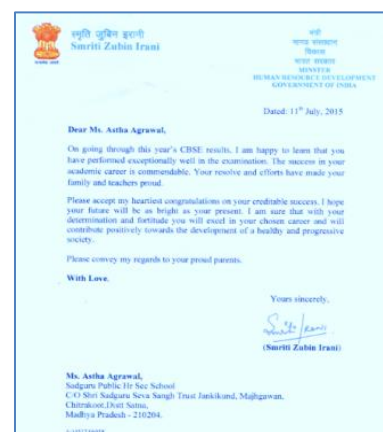 स्मृति ज़ुबिन इरानी
Smriti Zubin Irani
मंत्री
मानव संसाधन
विकास
भारत सरकार
MINISTER
HUMAN RESOURCE DEVELOPMENT
GOVERNMENT OF INDIA
Dated: 11th July, 2015
Dear Ms. Astha Agrawal,
On going through this year's CBSE results, I am happy to learn that you
have performed exceptionally well in the examination. The success in your
academic career is commendable. Your resolve and efforts have made your
family and teachers proud.
Please accept my heartiest congratulations on your creditable success. I hope
your future will be as bright as your present. I am sure that with your
determination and fortitude you will excel in your chosen career and will
contribute positively towards the development of a healthy and progressive
society.
Please convey my regards to your proud parents.
With Love.
Yours sincerely,
Smriti Irani
(Smriti Zubin Irani)
Ms. Astha Agrawal,
Sadguru Public Hr Sec School
C/O Shri Sadguru Seva Sangh Trust Jankikund, Majhgawan,
Chitrakoot, Distt Satna,
Madhya Pradesh - 210204.